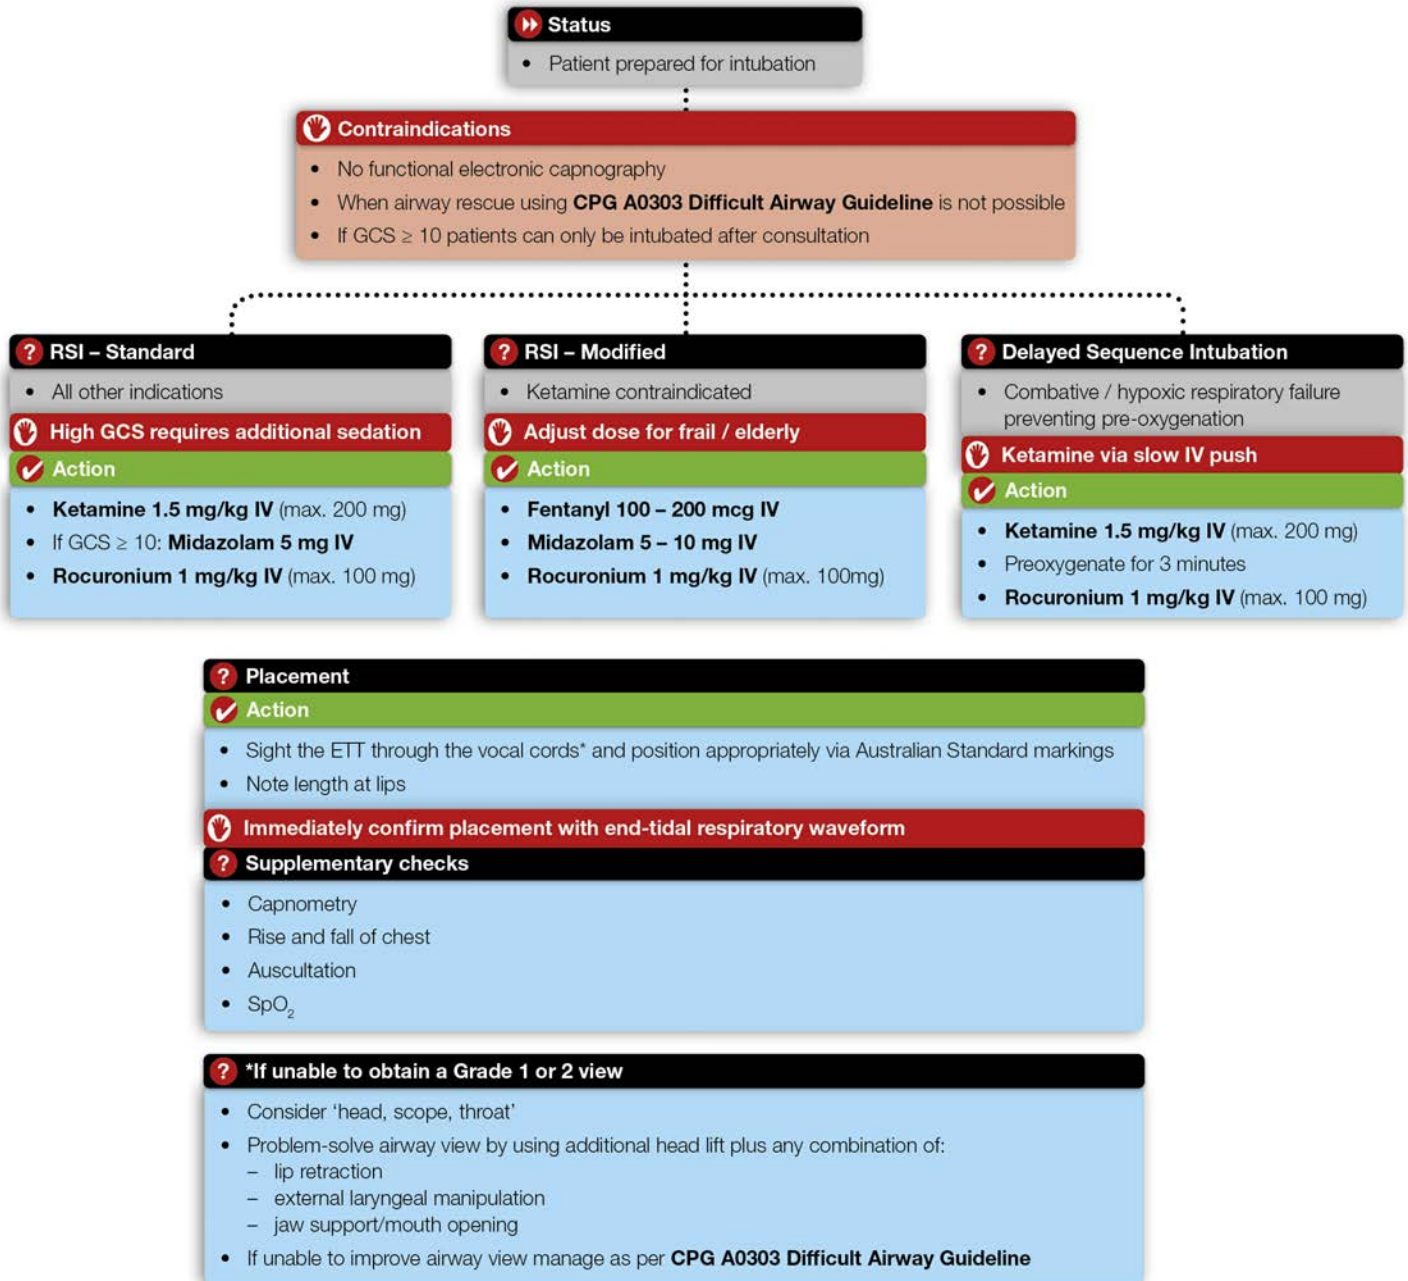 Status
• Patient prepared for intubation
Contraindications
• No functional electronic capnography
• When airway rescue using CPG A0303 Difficult Airway Guideline is not possible
• If GCS ≥ 10 patients can only be intubated after consultation
RSI – Standard
• All other indications
High GCS requires additional sedation
Action
• Ketamine 1.5 mg/kg IV (max. 200 mg)
• If GCS ≥ 10: Midazolam 5 mg IV
• Rocuronium 1 mg/kg IV (max. 100 mg)
RSI – Modified
• Ketamine contraindicated
Adjust dose for frail / elderly
Action
• Fentanyl 100 – 200 mcg IV
• Midazolam 5 – 10 mg IV
• Rocuronium 1 mg/kg IV (max. 100mg)
Delayed Sequence Intubation
• Combative / hypoxic respiratory failure
preventing pre-oxygenation
Ketamine via slow IV push
Action
• Ketamine 1.5 mg/kg IV (max. 200 mg)
• Preoxygenate for 3 minutes
• Rocuronium 1 mg/kg IV (max. 100 mg)
Placement
Action
• Sight the ETT through the vocal cords* and position appropriately via Australian Standard markings
• Note length at lips
Immediately confirm placement with end-tidal respiratory waveform
Supplementary checks
• Capnometry
• Rise and fall of chest
• Auscultation
• SpO₂
*If unable to obtain a Grade 1 or 2 view
• Consider ‘head, scope, throat’
• Problem-solve airway view by using additional head lift plus any combination of:
– lip retraction
– external laryngeal manipulation
– jaw support/mouth opening
• If unable to improve airway view manage as per CPG A0303 Difficult Airway Guideline